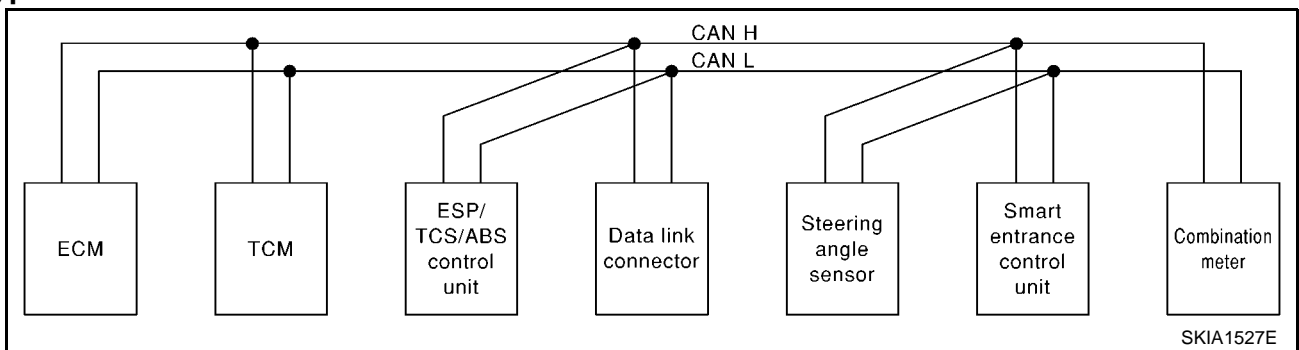 CAN H
CAN L
ECM
TCM
ESP/
TCS/ABS
control
unit
Data link
connector
Steering
angle
sensor
Smart
entrance
control
unit
Combination
meter
SKIA1527E